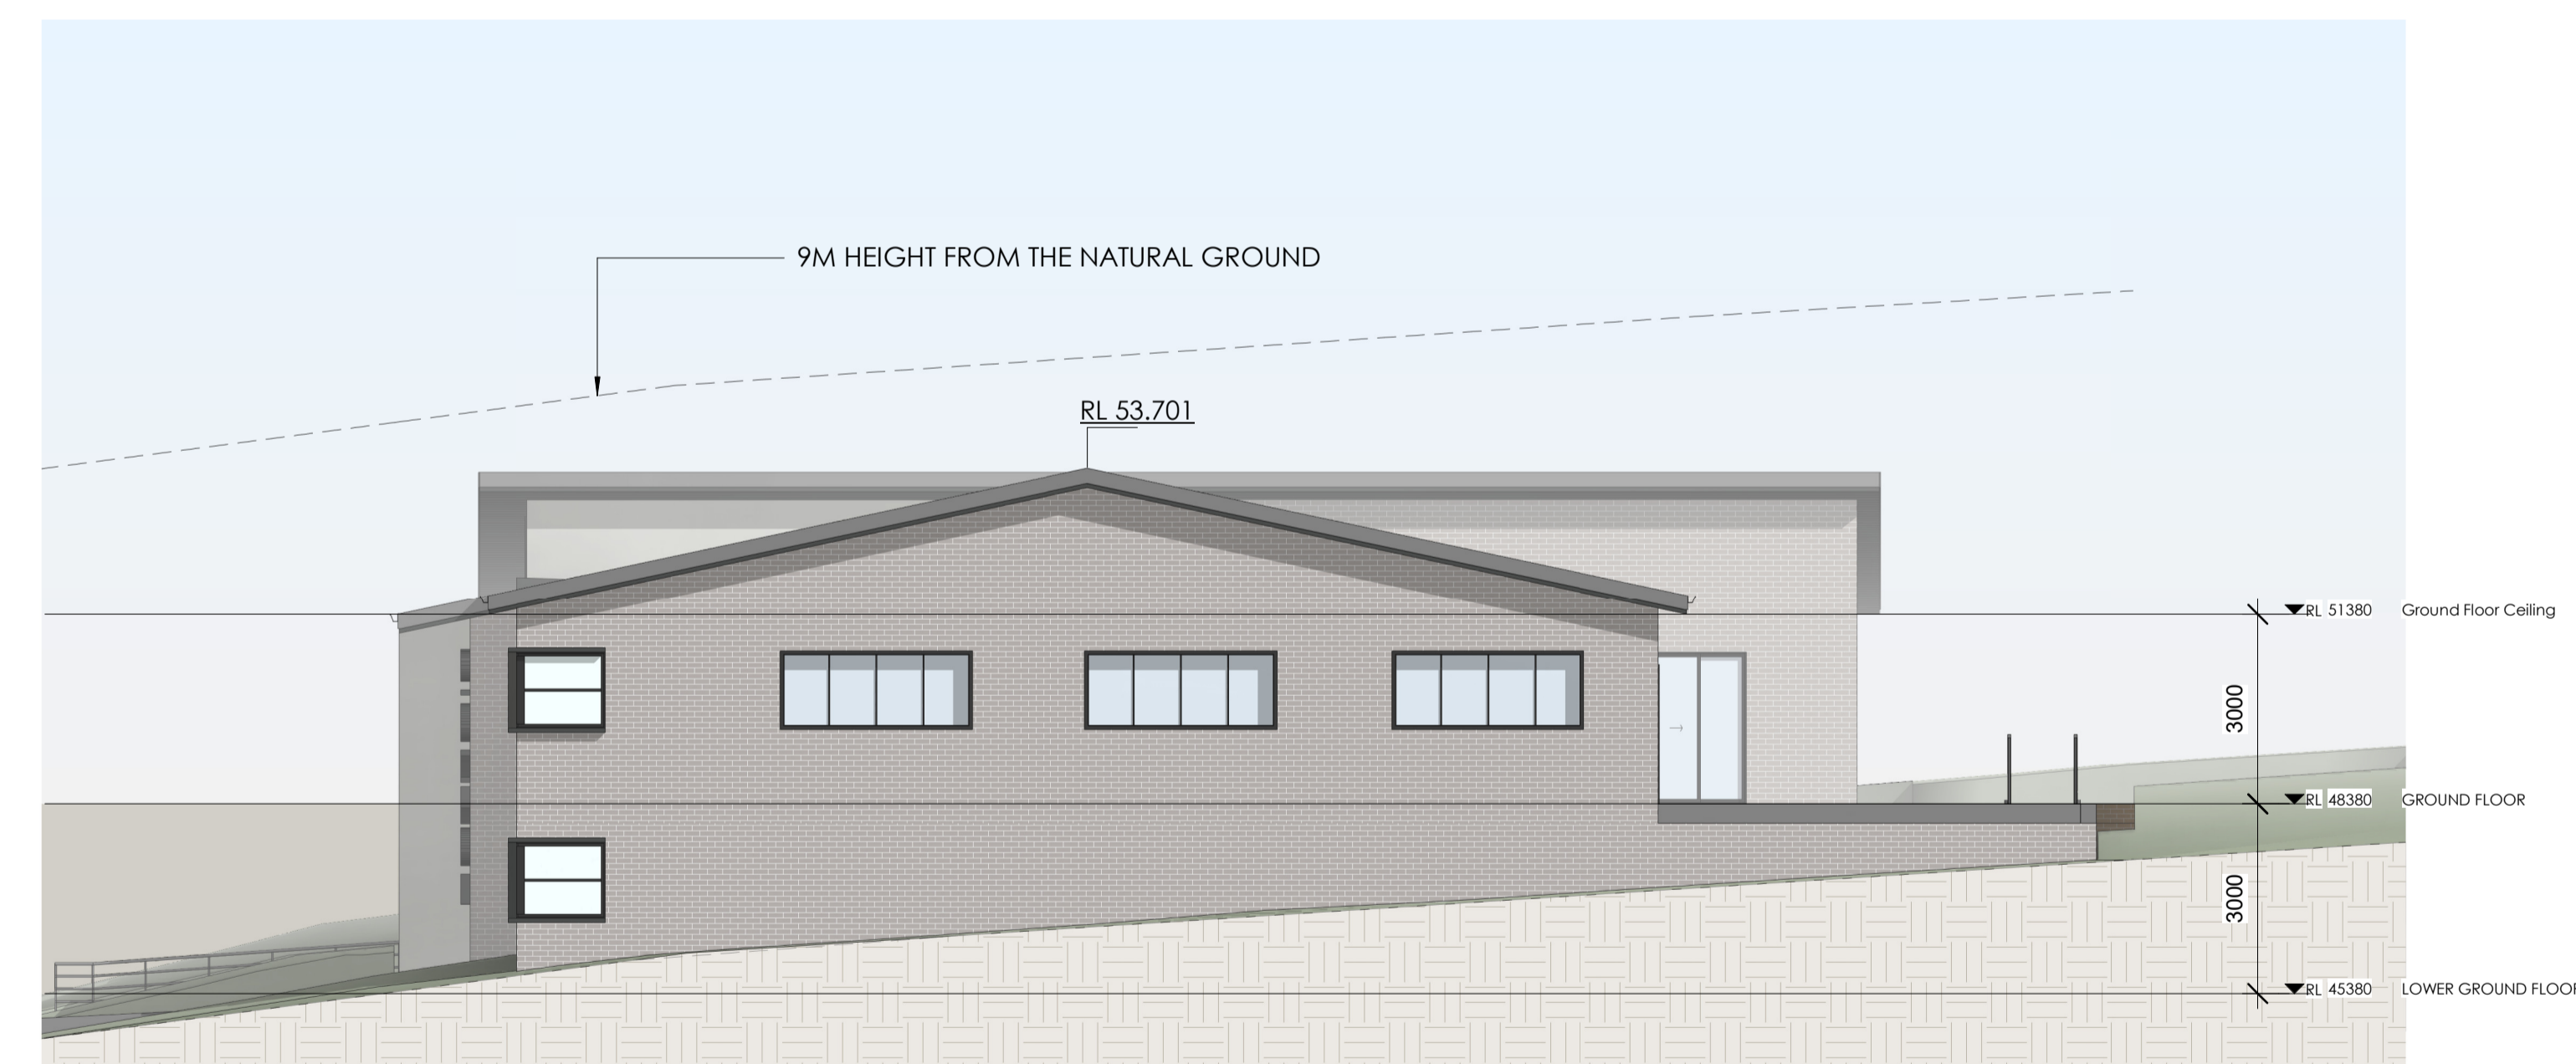 9M HEIGHT FROM THE NATURAL GROUND
RL 53.701
RL 51380 Ground Floor Ceiling
3000
RL 48380 GROUND FLOOR
3000
RL 45380 LOWER GROUND FLOOR